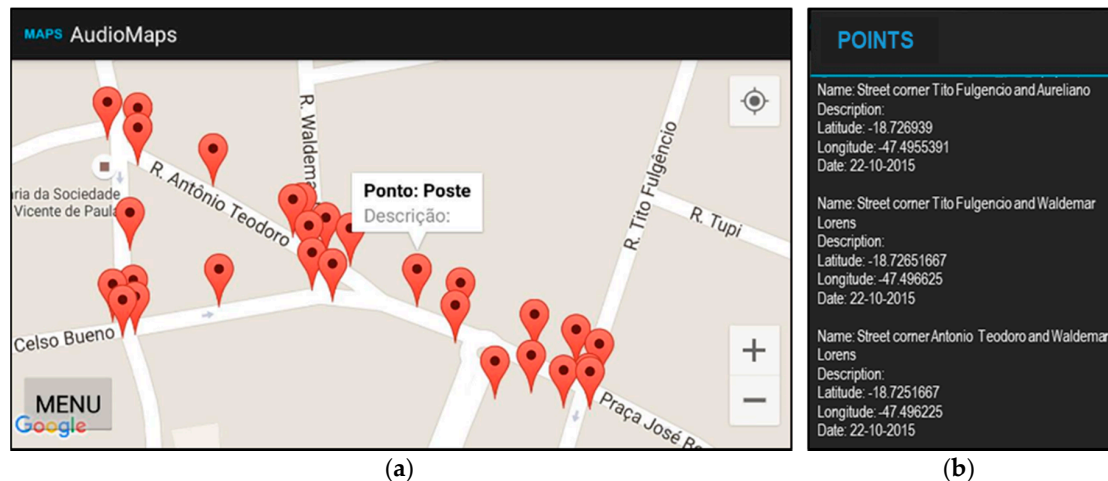 MAPS AudioMaps
R. Waldema
R. Antônio Teodoro
ria da Sociedade
Vicente de Paula
Ponto: Poste
Descrição:
R. Tito Fulgêncio
R. Tupi
Celso Bueno
MENU
Google
+
−
Praça José Be
(a)
POINTS
Name: Street corner Tito Fulgencio and Aureliano
Description:
Latitude: -18.726939
Longitude: -47.4955391
Date: 22-10-2015
Name: Street corner Tito Fulgencio and Waldemar
Lorens
Description:
Latitude: -18.72651667
Longitude: -47.496625
Date: 22-10-2015
Name: Street corner Antonio Teodoro and Waldemar
Lorens
Description:
Latitude: -18.7251667
Longitude: -47.496225
Date: 22-10-2015
(b)